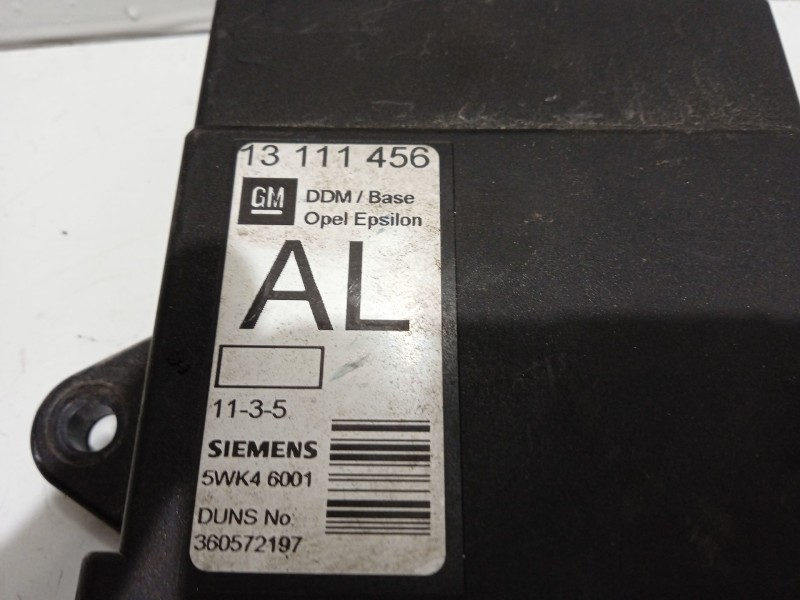 13 111 456
GM
DDM / Base
Opel Epsilon
AL
11-3-5
SIEMENS
5WK4 6001
DUNS No
360572197